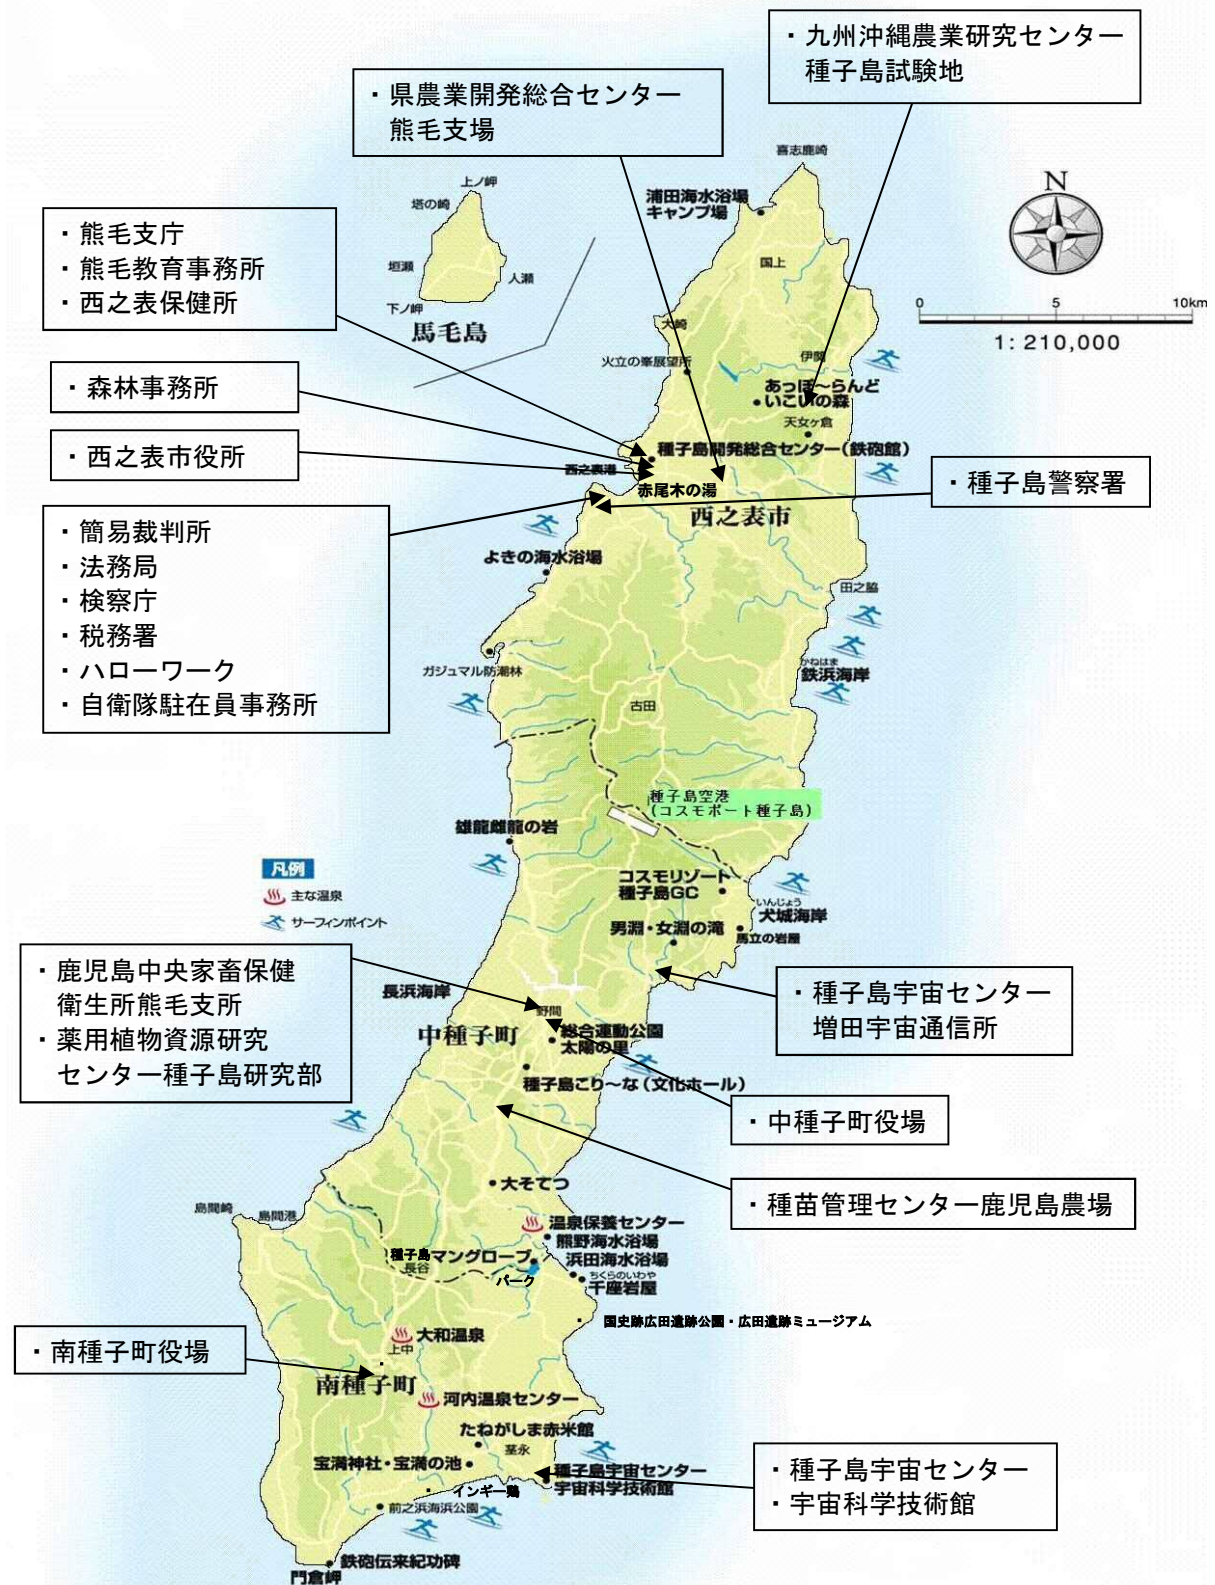 ・九州沖縄農業研究センター
種子島試験地
・県農業開発総合センター
熊毛支場
喜志鹿崎
N
上ノ岬
塔の崎
垣瀬
人瀬
下ノ岬
馬毛島
浦田海水浴場
キャンプ場
国上
0 5 10km
1: 210,000
・熊毛支庁
・熊毛教育事務所
・西之表保健所
大崎
火立の峯展望所
伊関
あっぽ～らんど
いこいの森
天女ヶ倉
・森林事務所
・西之表市役所
種子島開発総合センター(鉄砲館)
西之表港
赤尾木の湯
西之表市
・種子島警察署
・簡易裁判所
・法務局
・検察庁
・税務署
・ハローワーク
・自衛隊駐在員事務所
よきの海水浴場
田之脇
ガジュマル防潮林
かねはま
鉄浜海岸
古田
種子島空港
(コスモポート種子島)
雄龍雌龍の岩
凡例
主な温泉
サーフィンポイント
コスモリゾート
種子島GC
いんじょう
犬城海岸
男淵・女淵の滝
馬立の岩屋
・鹿児島中央家畜保健
衛生所熊毛支所
・薬用植物資源研究
センター種子島研究部
長浜海岸
野間
中種子町
総合運動公園
太陽の里
種子島こり～な(文化ホール)
・種子島宇宙センター
増田宇宙通信所
・中種子町役場
・種苗管理センター鹿児島農場
大そてつ
島間崎
島間港
温泉保養センター
熊野海水浴場
種子島マングローブ
パーク
長谷
浜田海水浴場
ちくらのいわや
千座岩屋
国史跡広田遺跡公園・広田遺跡ミュージアム
・南種子町役場
大和温泉
上中
南種子町
河内温泉センター
たねがしま赤米館
茎永
宝満神社・宝満の池
種子島宇宙センター
宇宙科学技術館
・種子島宇宙センター
・宇宙科学技術館
インギー鶏
前之浜海浜公園
鉄砲伝来紀功碑
門倉岬